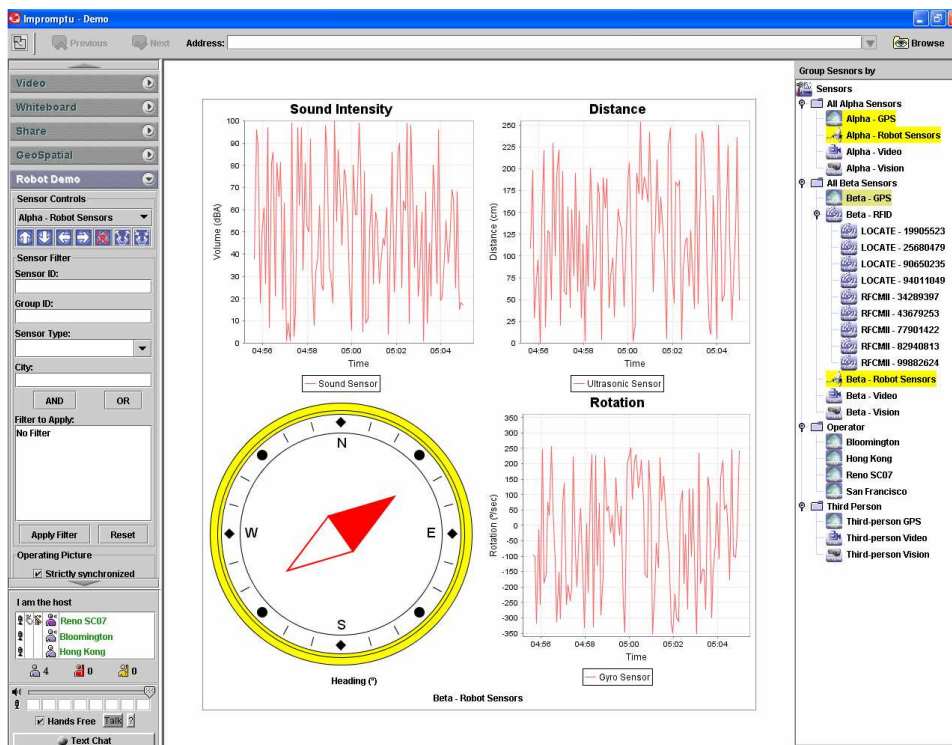 Impromptu - Demo
Previous Next Address: Browse
Video
Whiteboard
Share
GeoSpatial
Robot Demo
Sensor Controls
Alpha - Robot Sensors
Sensor Filter
Sensor ID:
Group ID:
Sensor Type:
City:
AND OR
Filter to Apply:
No Filter
Apply Filter Reset
Operating Picture
Strictly synchronized
I am the host
Reno SC07
Bloomington
Hong Kong
4 0 0
Hands Free Talk ?
Text Chat
Sound Intensity
Volume (dBA)
100
90
80
70
60
50
40
30
20
10
0
04:56 04:58 05:00 05:02 05:04
Time
Sound Sensor
Distance
Distance (cm)
250
225
200
175
150
125
100
75
50
25
0
04:56 04:58 05:00 05:02 05:04
Time
Ultrasonic Sensor
N
W E
S
Heading (º)
Rotation
Rotation (º/sec)
350
300
250
200
150
100
50
0
-50
-100
-150
-200
-250
-300
-350
04:56 04:58 05:00 05:02 05:04
Time
Gyro Sensor
Beta - Robot Sensors
Group Sesnors by
Sensors
All Alpha Sensors
Alpha - GPS
Alpha - Robot Sensors
Alpha - Video
Alpha - Vision
All Beta Sensors
Beta - GPS
Beta - RFID
LOCATE - 19905523
LOCATE - 25680479
LOCATE - 90650235
LOCATE - 94011049
RFCMII - 34289397
RFCMII - 43679253
RFCMII - 77901422
RFCMII - 82940813
RFCMII - 99882624
Beta - Robot Sensors
Beta - Video
Beta - Vision
Operator
Bloomington
Hong Kong
Reno SC07
San Francisco
Third Person
Third-person GPS
Third-person Video
Third-person Vision